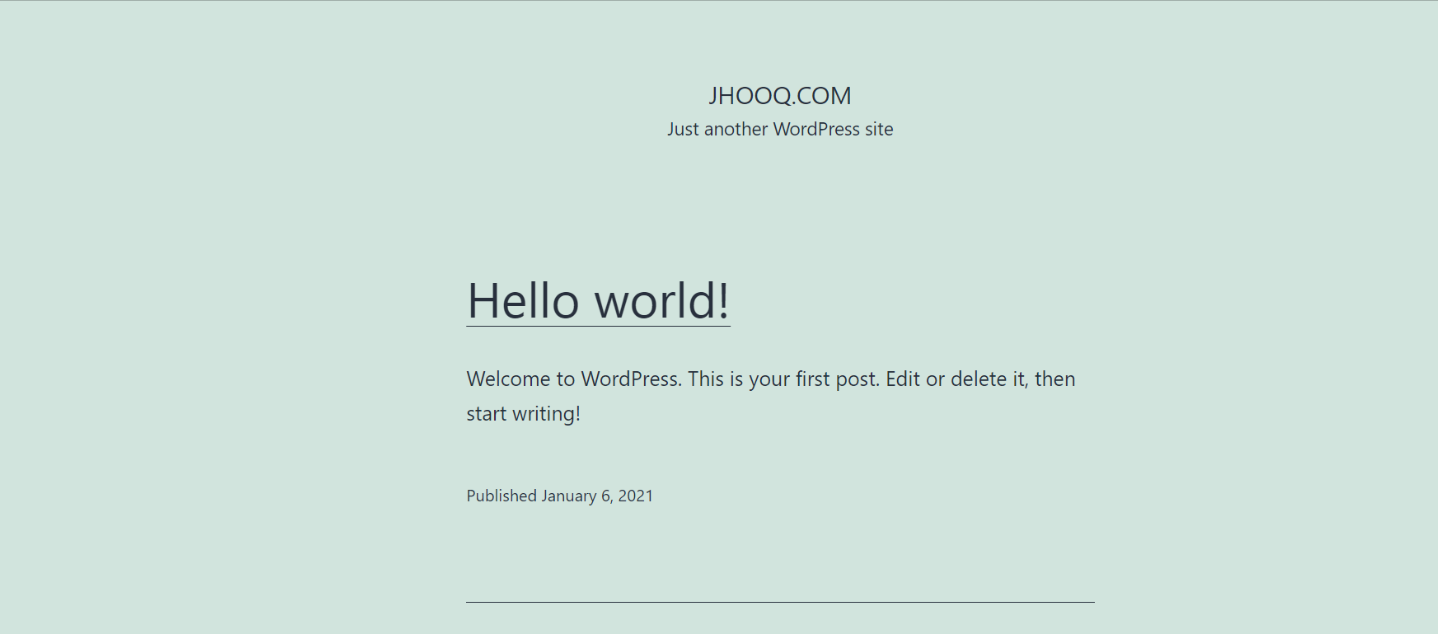 JHOOQ.COM
Just another WordPress site
Hello world!
Welcome to WordPress. This is your first post. Edit or delete it, then
start writing!
Published January 6, 2021